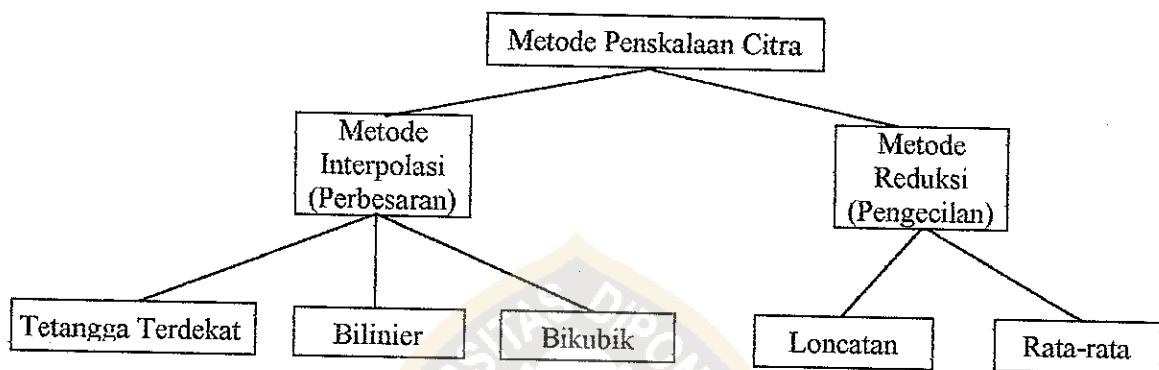 Metode Penskalaan Citra
Metode
Interpolasi
(Perbesaran)
Metode
Reduksi
(Pengecilan)
Tetangga Terdekat
Bilinier
Bikubik
Loncatan
Rata-rata